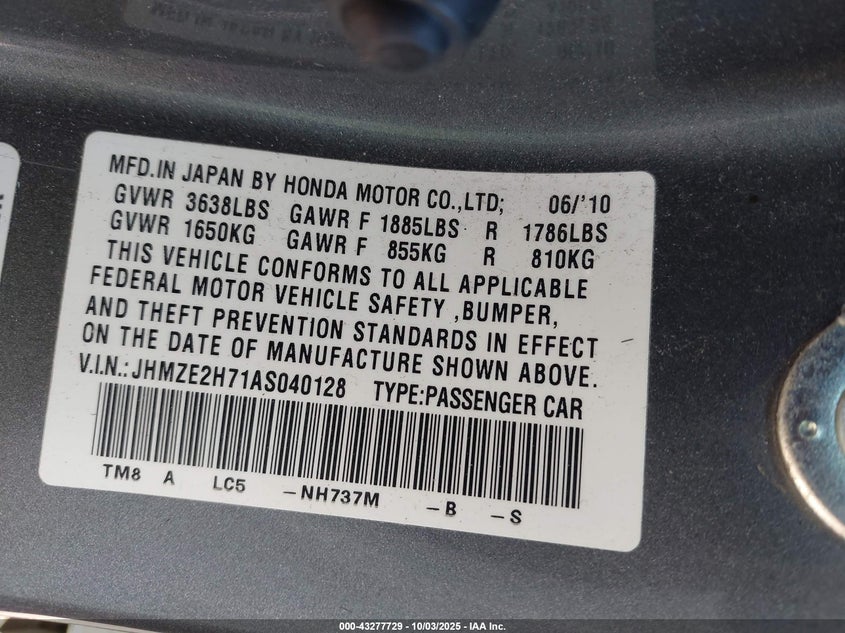 MFD.IN JAPAN BY HONDA MOTOR CO.,LTD; 06/'10
GVWR 3638LBS GAWR F 1885LBS R 1786LBS
GVWR 1650KG GAWR F 855KG R 810KG
THIS VEHICLE CONFORMS TO ALL APPLICABLE
FEDERAL MOTOR VEHICLE SAFETY ,BUMPER,
AND THEFT PREVENTION STANDARDS IN EFFECT
ON THE DATE OF MANUFACTURE SHOWN ABOVE.
V.I.N.:JHMZE2H71AS040128 TYPE:PASSENGER CAR
TM8 A LC5 -NH737M -B -S
000-43277729 - 10/03/2025 - IAA Inc.